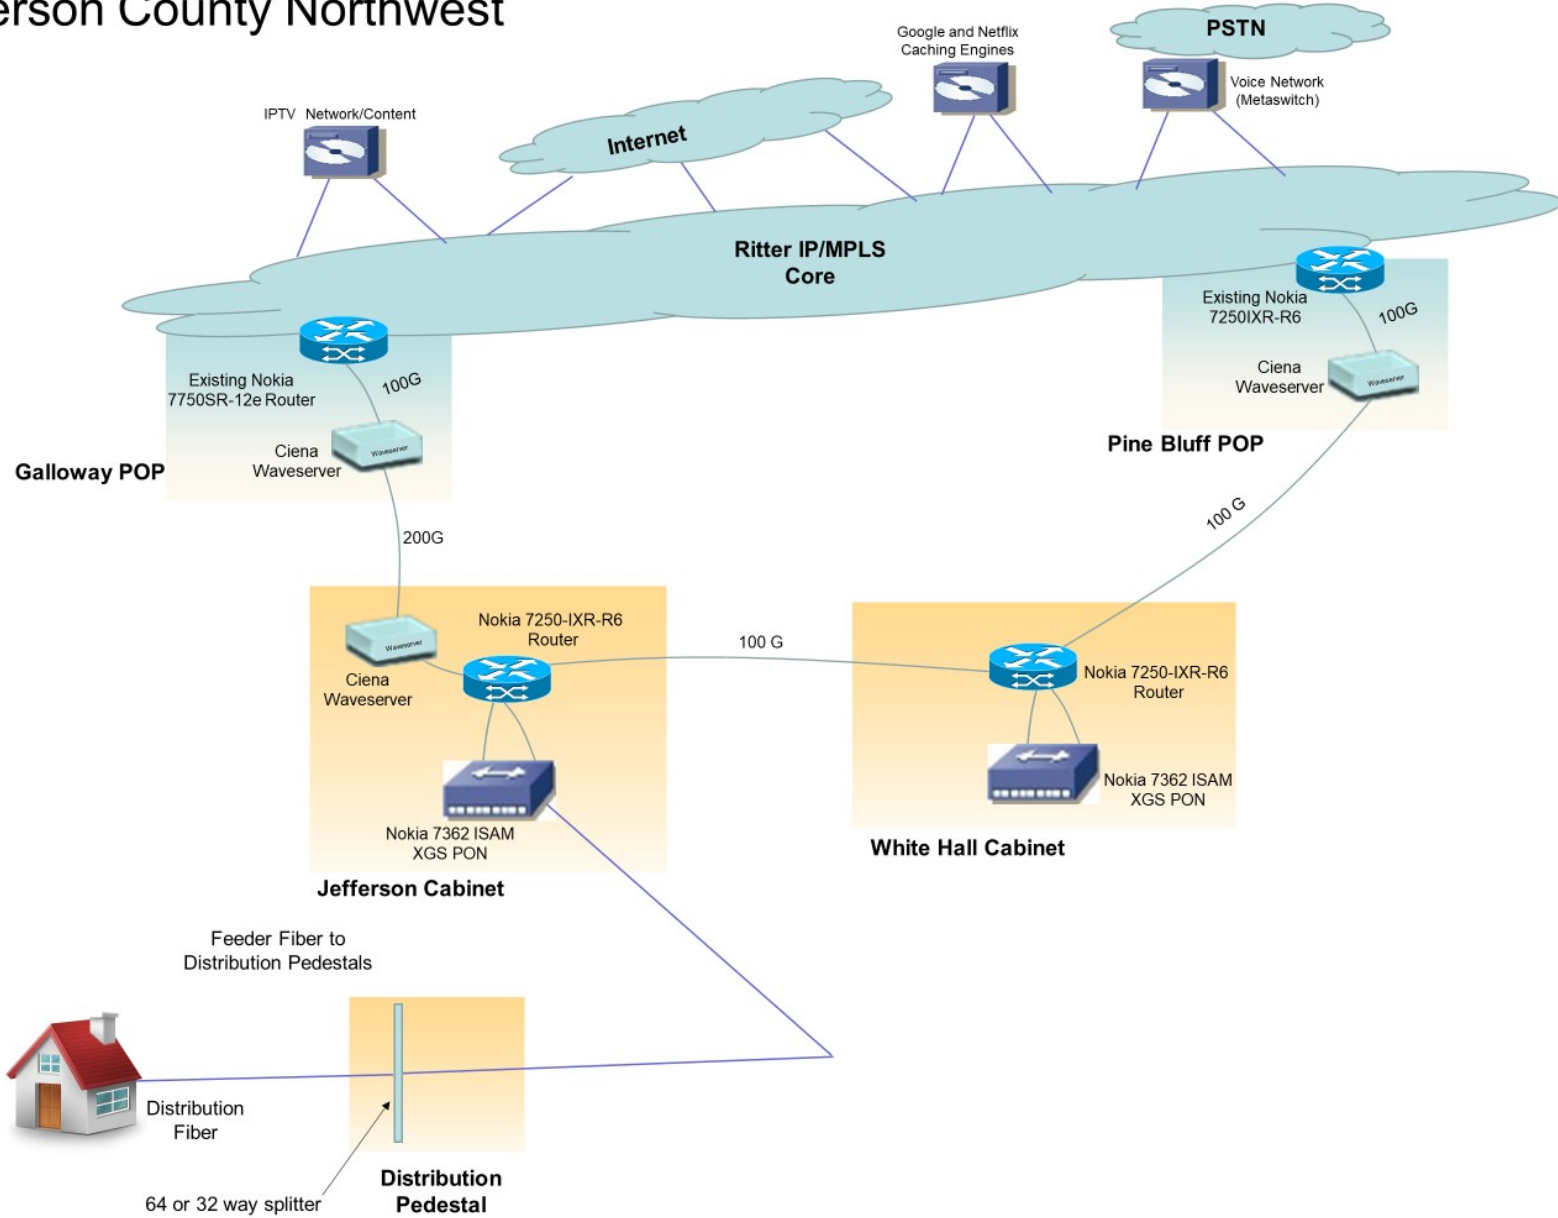 erson County Northwest
PSTN
Google and Netflix
Caching Engines
Voice Network
(Metaswitch)
IPTV Network/Content
Internet
Ritter IP/MPLS
Core
Existing Nokia
7250IXR-R6
100G
Ciena
Waveserver
Waveserver
Pine Bluff POP
Existing Nokia
7750SR-12e Router
100G
Ciena
Waveserver
Waveserver
Galloway POP
200G
100 G
Waveserver
Ciena
Waveserver
Nokia 7250-IXR-R6
Router
100 G
Nokia 7250-IXR-R6
Router
Nokia 7362 ISAM
XGS PON
Jefferson Cabinet
Nokia 7362 ISAM
XGS PON
White Hall Cabinet
Feeder Fiber to
Distribution Pedestals
Distribution
Fiber
64 or 32 way splitter
Distribution
Pedestal